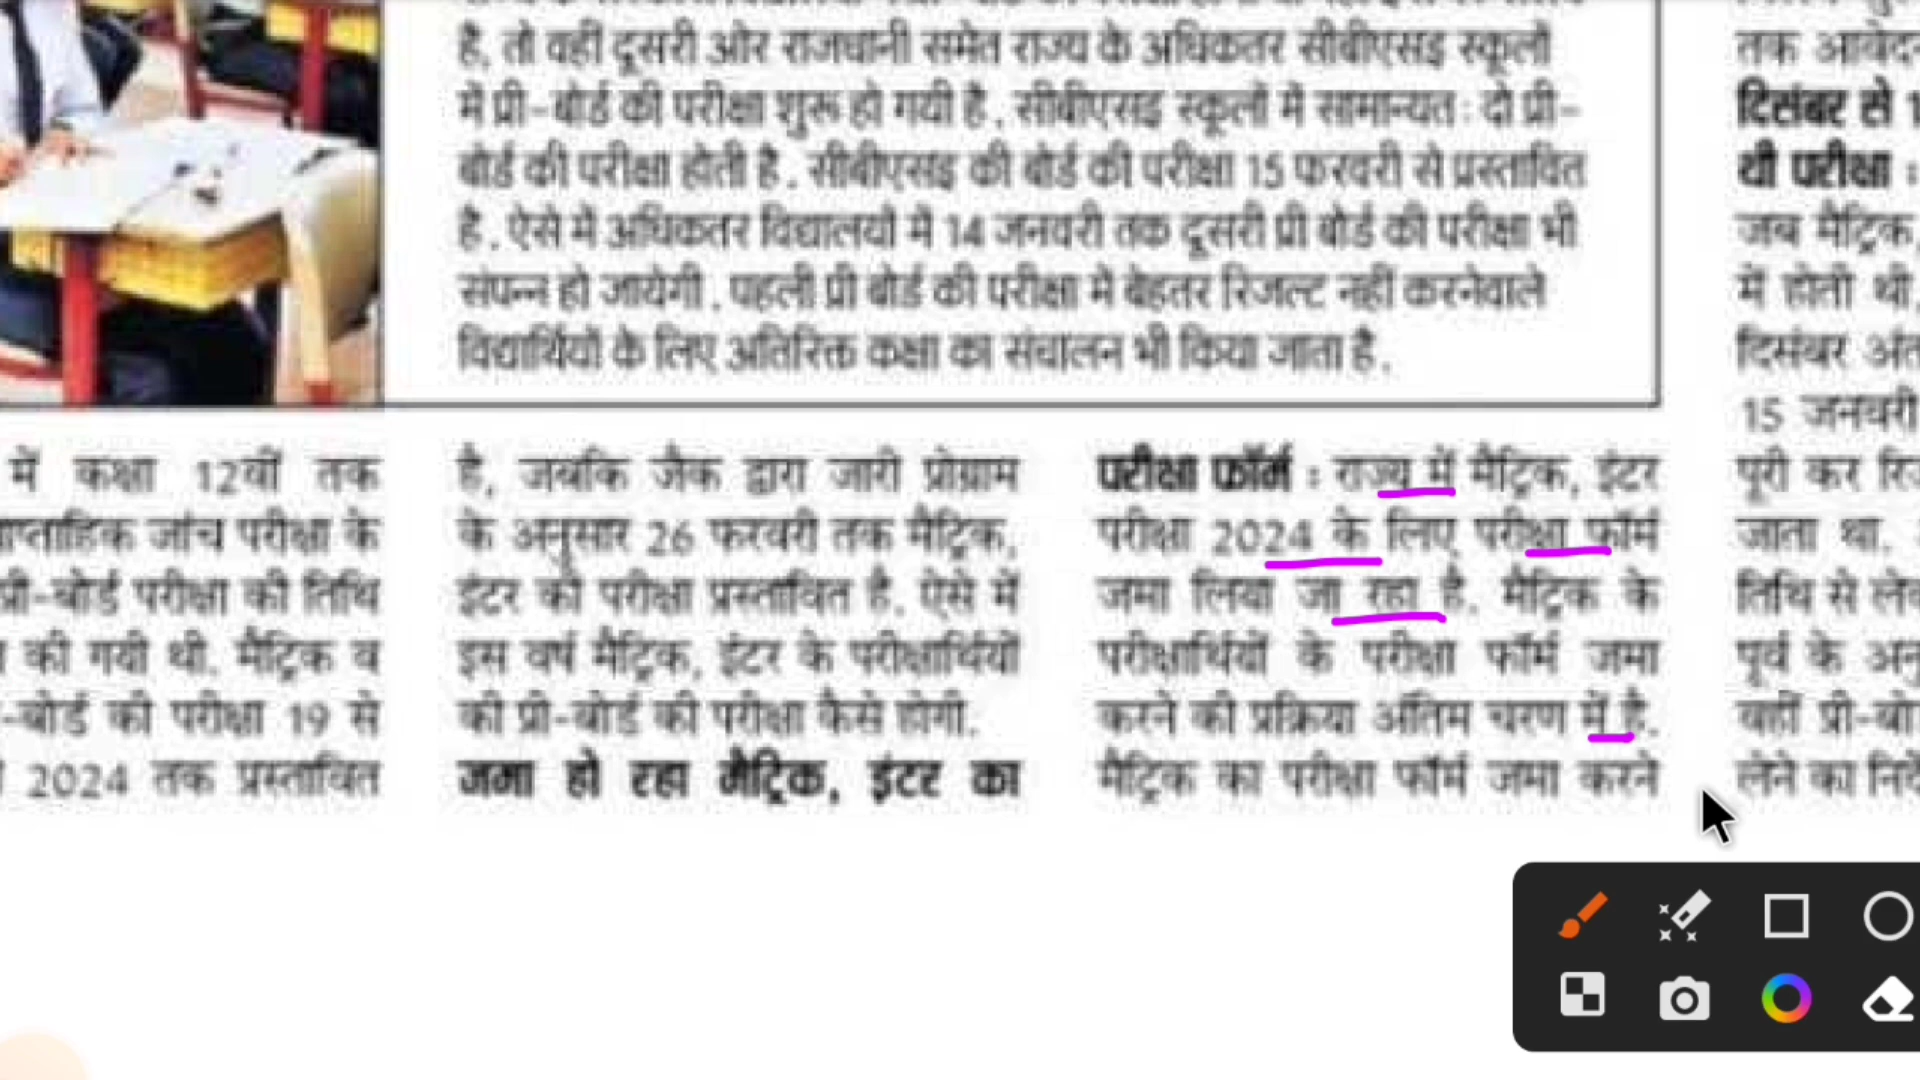 है, तो वहीं दूसरी ओर राजधानी समेत राज्य के अधिकतर सीबीएसइ स्कूलों
में प्री-बोर्ड की परीक्षा शुरू हो गयी है. सीबीएसइ स्कूलों में सामान्यत: दो प्री-
बोर्ड की परीक्षा होती है. सीबीएसइ की बोर्ड की परीक्षा 15 फरवरी से प्रस्तावित
है. ऐसे में अधिकतर विद्यालयों में 14 जनवरी तक दूसरी प्री बोर्ड की परीक्षा भी
संपन्न हो जायेगी. पहली प्री बोर्ड की परीक्षा में बेहतर रिजल्ट नहीं करनेवाले
विद्यार्थियों के लिए अतिरिक्त कक्षा का संचालन भी किया जाता है.
में कक्षा 12वीं तक
साप्ताहिक जांच परीक्षा के
प्री-बोर्ड परीक्षा की तिथि
की गयी थी. मैट्रिक व
-बोर्ड की परीक्षा 19 से
2024 तक प्रस्तावित
है, जबकि जैक द्वारा जारी प्रोग्राम
के अनुसार 26 फरवरी तक मैट्रिक,
इंटर की परीक्षा प्रस्तावित है. ऐसे में
इस वर्ष मैट्रिक, इंटर के परीक्षार्थियों
की प्री-बोर्ड की परीक्षा कैसे होगी.
जमा हो रहा मैट्रिक, इंटर का
परीक्षा फॉर्म : राज्य में मैट्रिक, इंटर
परीक्षा 2024 के लिए परीक्षा फॉर्म
जमा लिया जा रहा है. मैट्रिक के
परीक्षार्थियों के परीक्षा फॉर्म जमा
करने की प्रक्रिया अंतिम चरण में है.
मैट्रिक का परीक्षा फॉर्म जमा करने
तक
दिसंबर से
थी परीक्षा :
जब मैट्रिक,
में होती थी,
दिसंबर
15 जनवरी
पूरी कर
जाता था.
तिथि से
पूर्व के
वहीं
लेने का